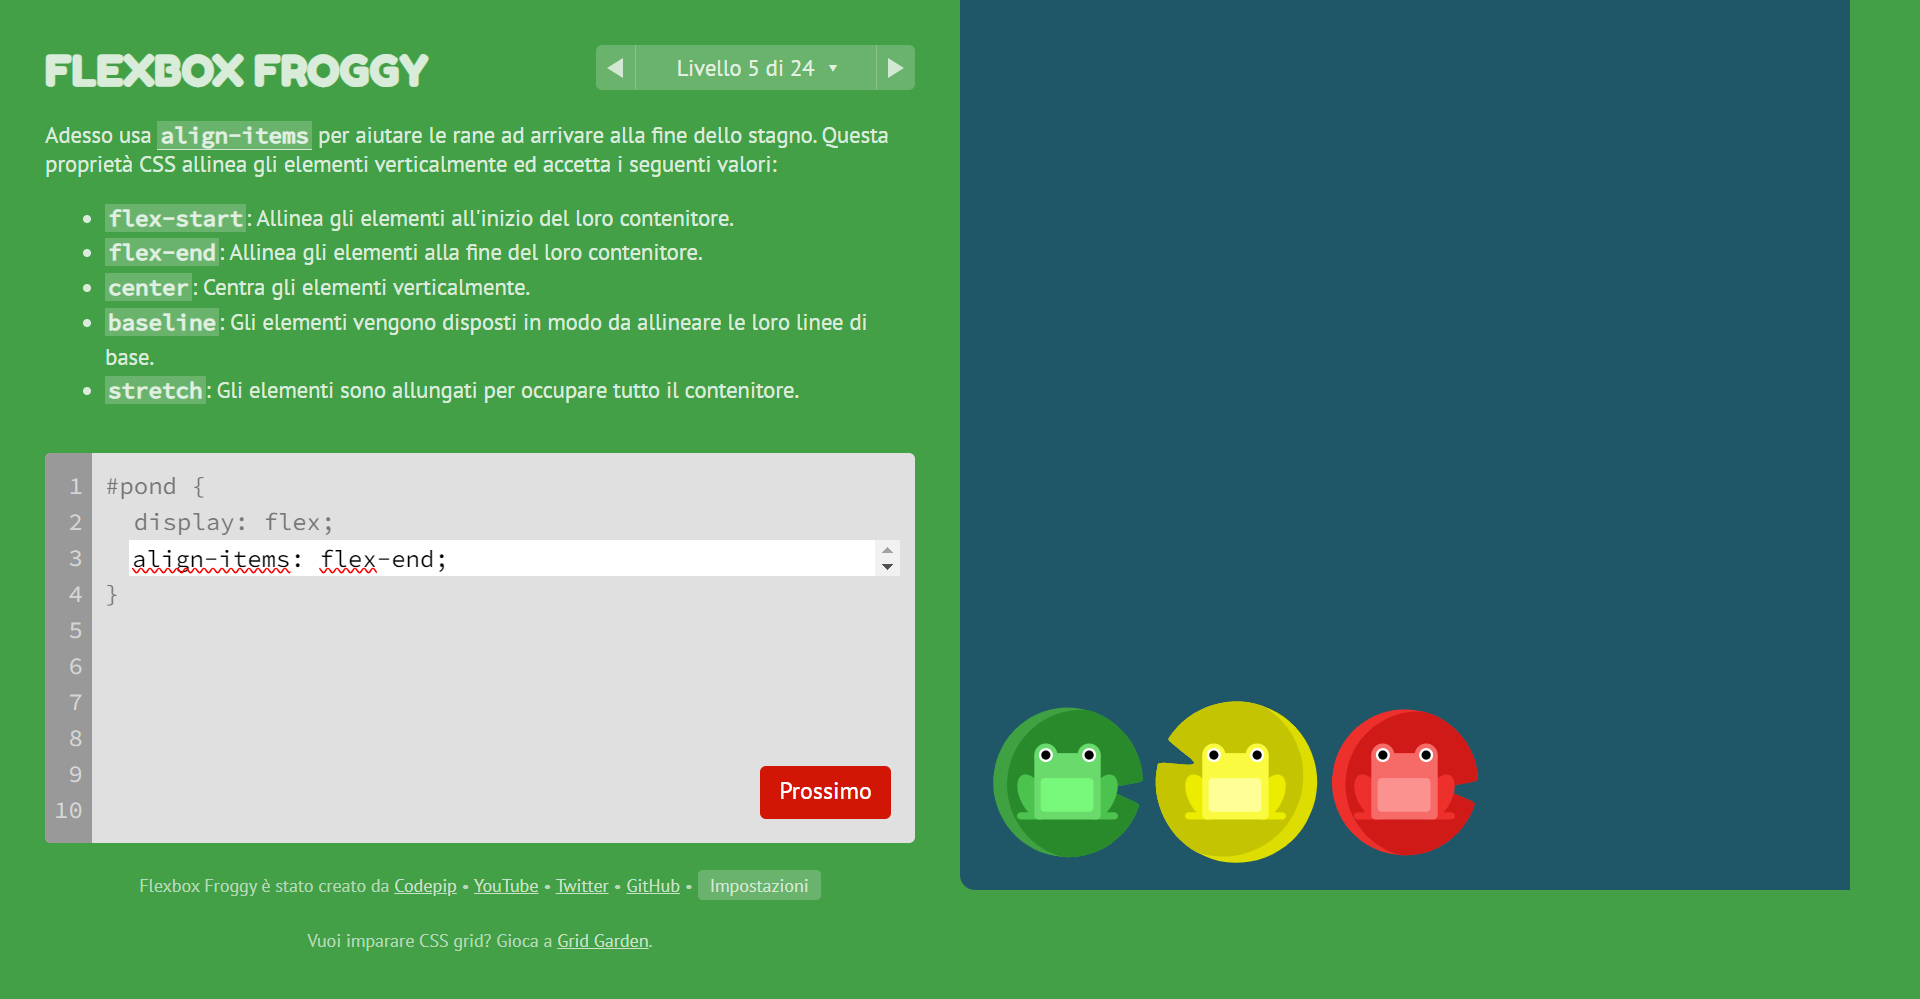 FLEXBOX FROGGY
Livello 5 di 24
Adesso usa align-items per aiutare le rane ad arrivare alla fine dello stagno. Questa
proprietà CSS allinea gli elementi verticalmente ed accetta i seguenti valori:
flex-start: Allinea gli elementi all'inizio del loro contenitore.
flex-end: Allinea gli elementi alla fine del loro contenitore.
center: Centra gli elementi verticalmente.
baseline: Gli elementi vengono disposti in modo da allineare le loro linee di
base.
stretch: Gli elementi sono allungati per occupare tutto il contenitore.
1 #pond {
2 display: flex;
3 align-items: flex-end;
4 }
5
6
7
8
9
10
Prossimo
Flexbox Froggy è stato creato da Codepip • YouTube • Twitter • GitHub • Impostazioni
Vuoi imparare CSS grid? Gioca a Grid Garden.